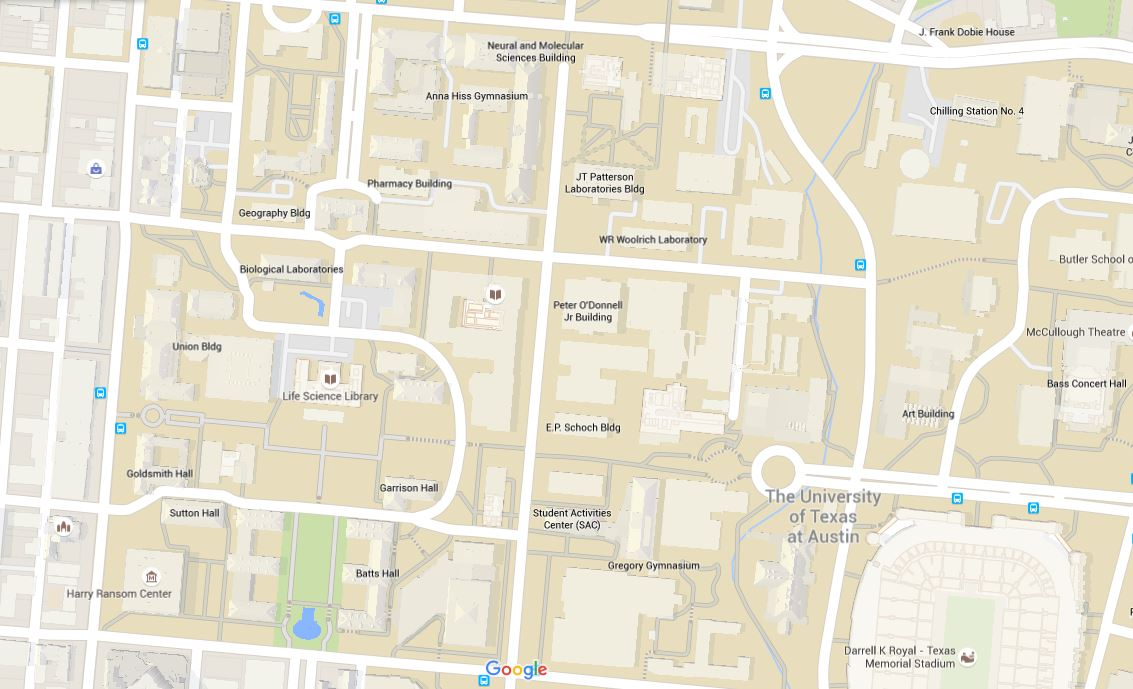 J. Frank Dobie House
Neural and Molecular
Sciences Building
Anna Hiss Gymnasium
Chilling Station No. 4
JT Patterson
Laboratories Bldg
Pharmacy Building
Geography Bldg
WR Woolrich Laboratory
Butler School o
Biological Laboratories
Peter O'Donnell
Jr Building
McCullough Theatre
Union Bldg
Bass Concert Hall
Life Science Library
Art Building
E.P. Schoch Bldg
Goldsmith Hall
Garrison Hall
The University
of Texas
at Austin
Sutton Hall
Student Activities
Center (SAC)
Gregory Gymnasium
Batts Hall
Harry Ransom Center
Darrell K Royal - Texas
Memorial Stadium
Google